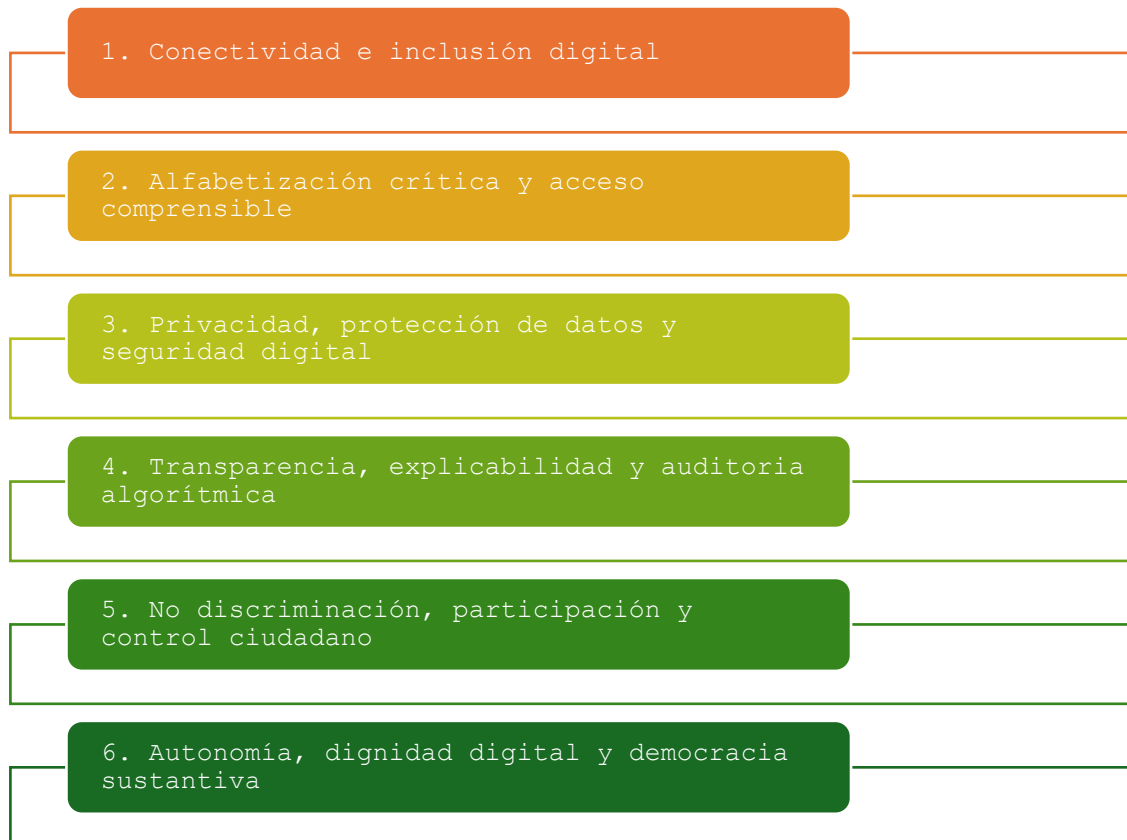 1. Conectividad e inclusión digital
2. Alfabetización crítica y acceso
comprensible
3. Privacidad, protección de datos y
seguridad digital
4. Transparencia, explicabilidad y auditoria
algorítmica
5. No discriminación, participación y
control ciudadano
6. Autonomía, dignidad digital y democracia
sustantiva